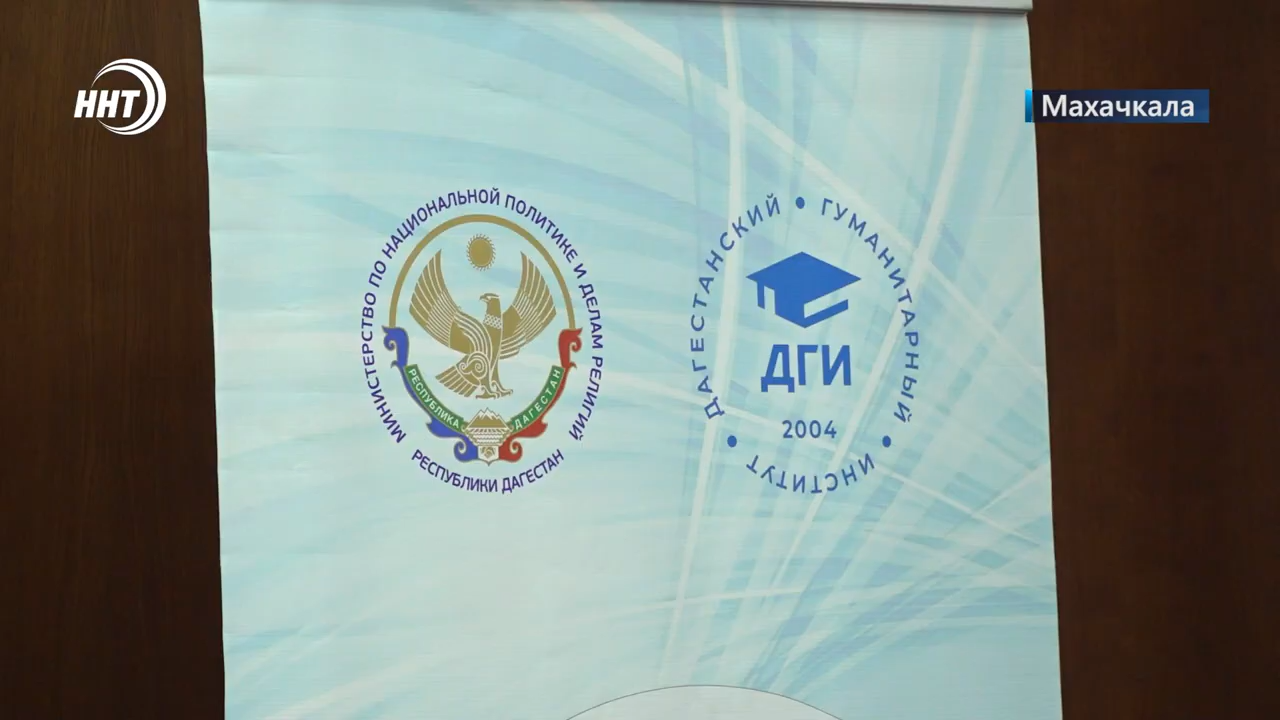 ННТ
Махачкала
МИНИСТЕРСТВО ПО НАЦИОНАЛЬНОЙ ПОЛИТИКЕ И ДЕЛАМ РЕЛИГИЙ
РЕСПУБЛИКИ ДАГЕСТАН
РЕСПУБЛИКА ДАГЕСТАН
ДАГЕСТАНСКИЙ • ГУМАНИТАРНЫЙ • ИНСТИТУТ •
ДГИ
2004